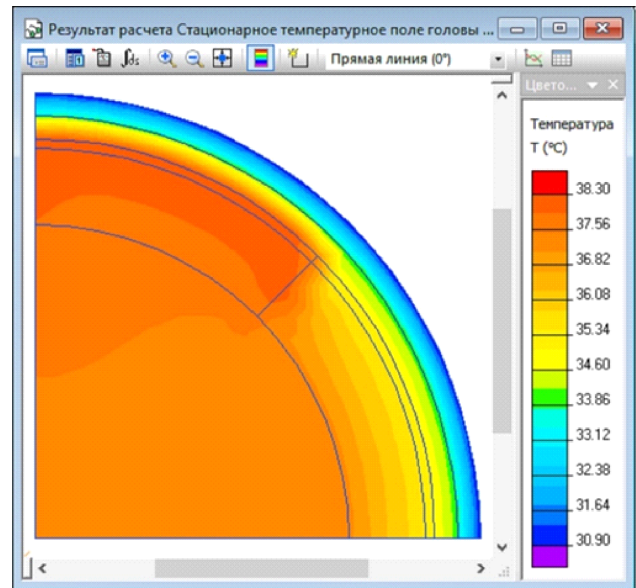 Результат расчета Стационарное температурное поле головы ...
Прямая линия (0°)
Цвето...
Температура
T (°C)
38.30
37.56
36.82
36.08
35.34
34.60
33.86
33.12
32.38
31.64
30.90